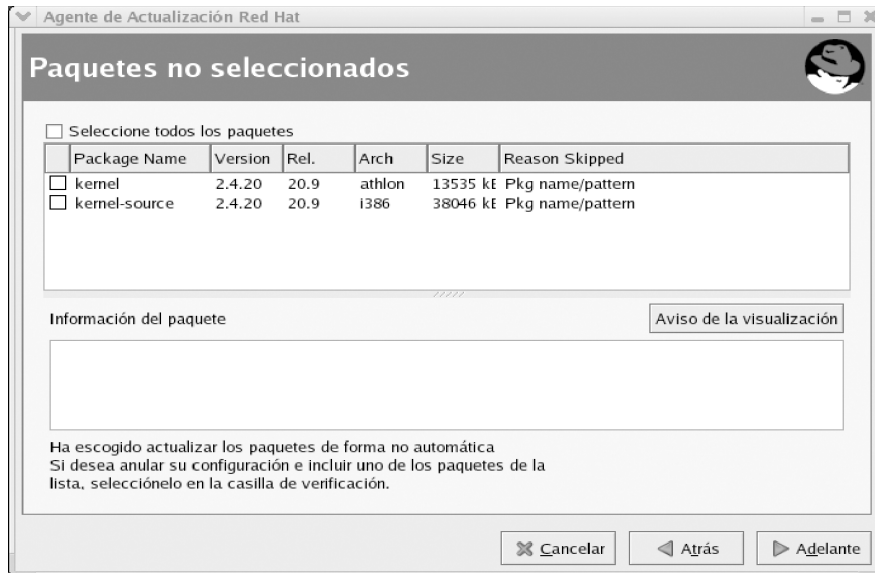 Agente de Actualización Red Hat
Paquetes no seleccionados
Seleccione todos los paquetes
Package Name Version Rel. Arch Size Reason Skipped
kernel 2.4.20 20.9 athlon 13535 kE Pkg name/pattern
kernel-source 2.4.20 20.9 i386 38046 kE Pkg name/pattern
Información del paquete Aviso de la visualización
Ha escogido actualizar los paquetes de forma no automática
Si desea anular su configuración e incluir uno de los paquetes de la
lista, selecciónelo en la casilla de verificación.
Cancelar Atrás Adelante